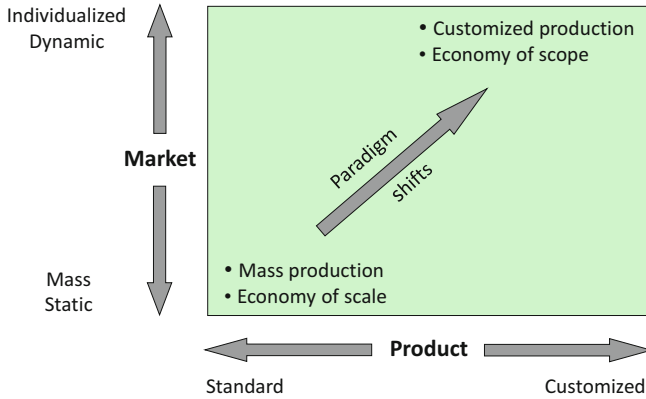 Individualized
Dynamic
• Customized production
• Economy of scope
Paradigm
shifts
Market
• Mass production
• Economy of scale
Mass
Static
Product
Standard
Customized